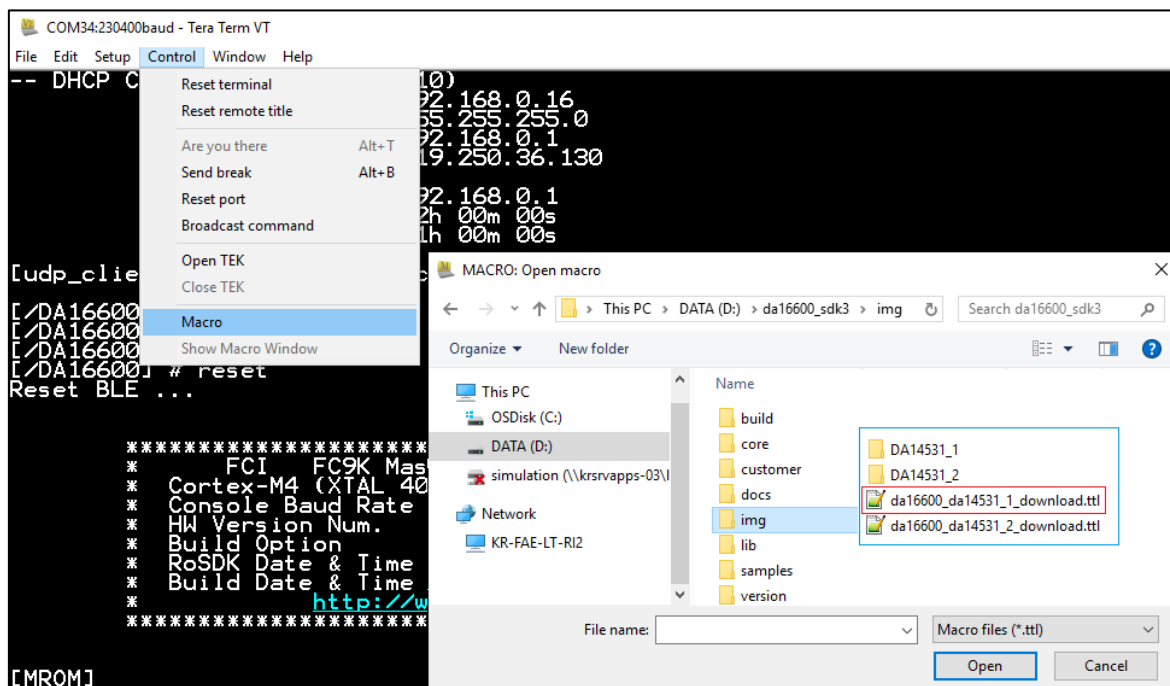 COM34:230400baud - Tera Term VT
File Edit Setup Control Window Help
-- DHCP C
10)
92.168.0.16
55.255.255.0
92.168.0.1
19.250.36.130
92.168.0.1
2h 00m 00s
1h 00m 00s
Reset terminal
Reset remote title
Are you there Alt+T
Send break Alt+B
Reset port
Broadcast command
Open TEK
Close TEK
Macro
Show Macro Window
[udp_clie
[/DA16600
[/DA16600
[/DA16600
[/DA16600] # reset
Reset BLE ...
************************
* FCI FC9K Mas
* Cortex-M4 (XTAL 40
* Console Baud Rate
* HW Version Num.
* Build Option
* RoSDK Date & Time
* Build Date & Time
* http://w
************************
[MROM]
MACRO: Open macro
This PC > DATA (D:) > da16600_sdk3 > img
Search da16600_sdk3
Organize New folder
This PC
OSDisk (C:)
DATA (D:)
simulation (\\krsrvapps-03\I
Network
KR-FAE-LT-RI2
Name
build
core
customer
docs
img
lib
samples
version
DA14531_1
DA14531_2
da16600_da14531_1_download.ttl
da16600_da14531_2_download.ttl
File name:
Macro files (*.ttl)
Open Cancel